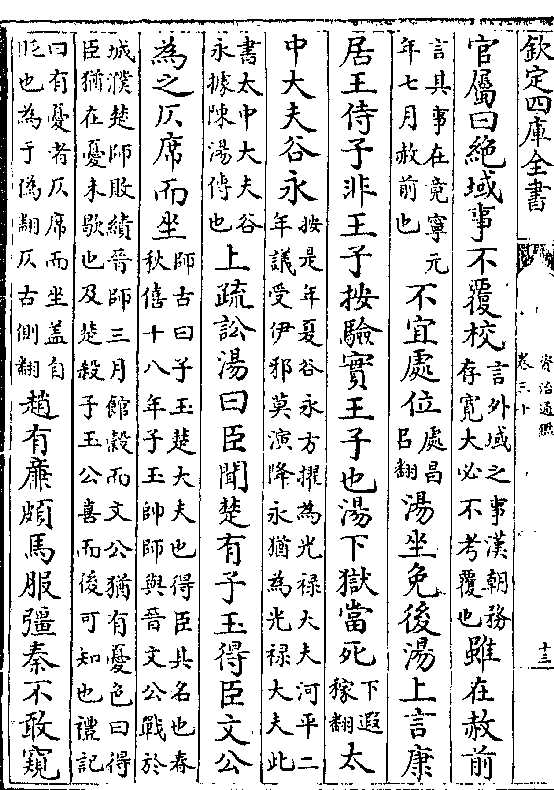 欽定四庫全書
資治通鑑
卷三十
十三
官屬曰絶域事不覆校言外域之事漢朝務存寛大必不考覆也雖在赦前
言其事在竟寧元年七月赦前也不宜處位處昌吕翻湯坐免後湯上言康
居王侍子非王子按驗實王子也湯下獄當死下遐稼翻太
中大夫谷永按是年夏谷永方擢為光禄大夫河平二年議受伊邪莫演降永猶為光禄大夫此
書太中大夫谷永據陳湯傳也上疏訟湯曰臣聞楚有子玉得臣文公
為之仄席而坐師古曰子玉楚大夫也得臣其名也春秋僖十八年子玉帥師與晉文公戰於
城濮楚師敗績晉師三月館穀而文公猶有憂色曰得臣猶在憂未歇也及楚殺子玉公喜而後可知也禮記
曰有憂者仄席而坐蓋自貶也為于偽翻仄古側翻趙有廉頗馬服彊秦不敢窺